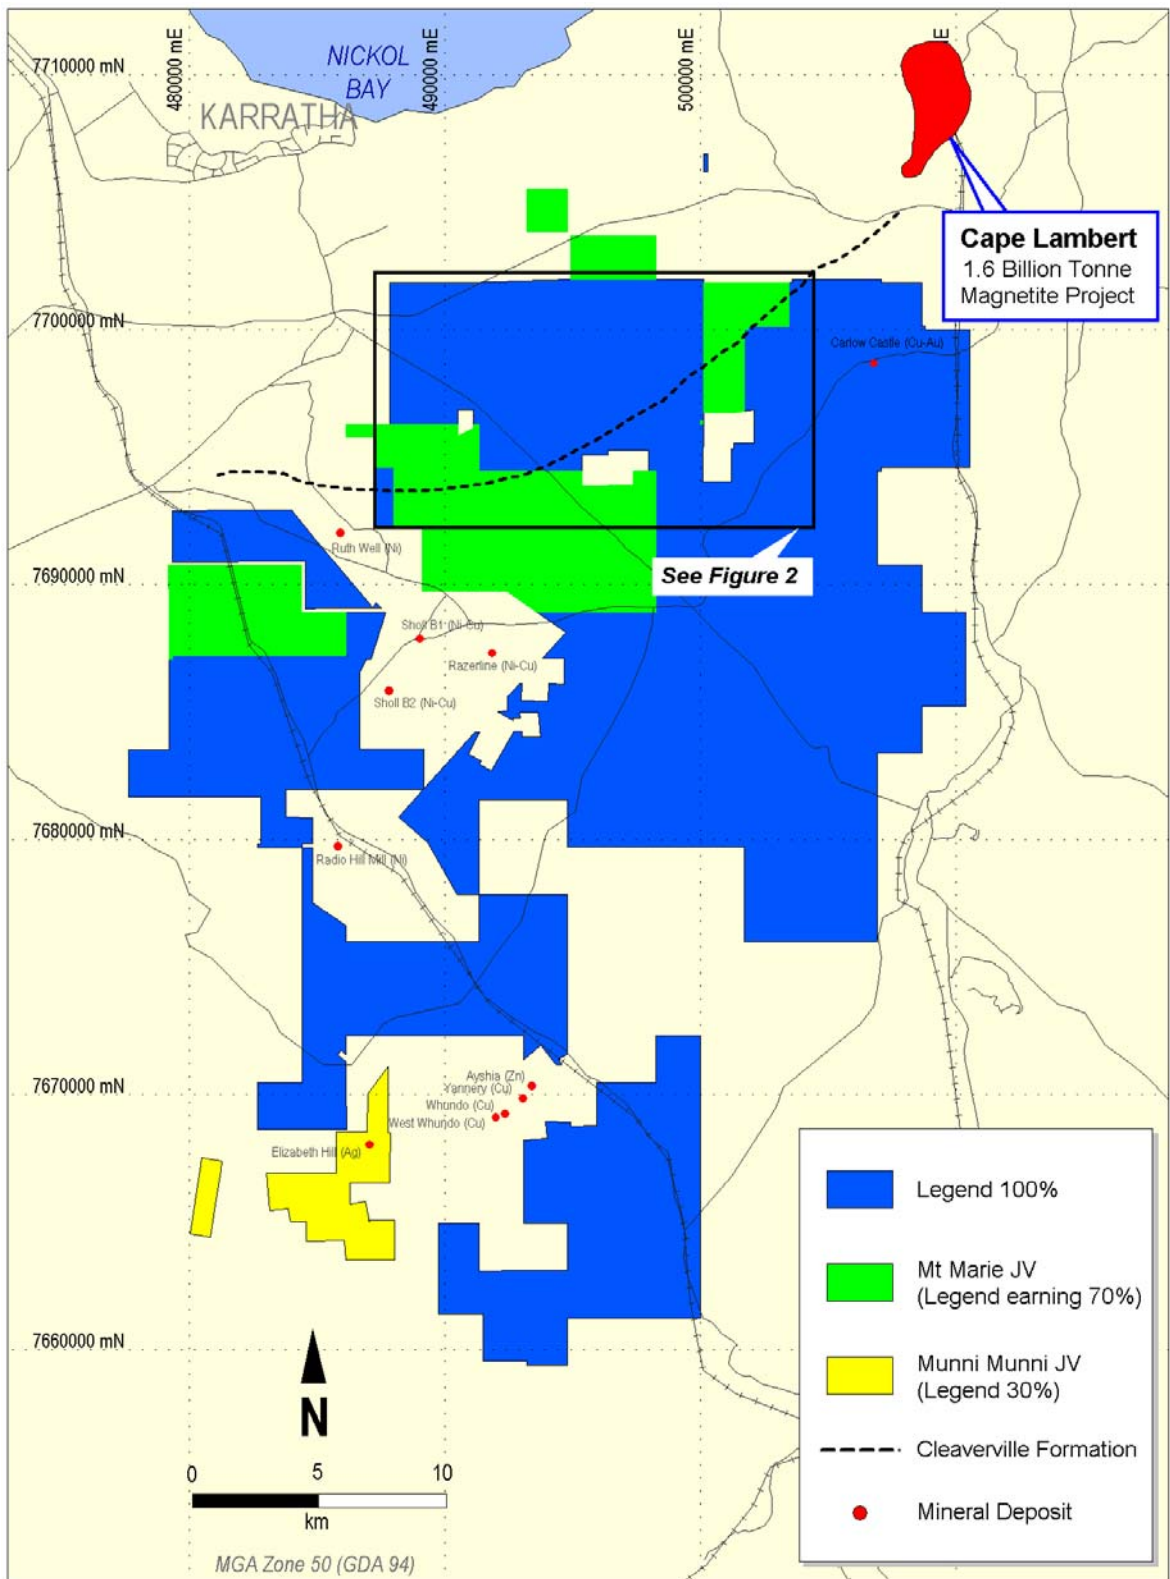 7710000 mN
480000 mE
NICKOL
BAY
490000 mE
500000 mE
E
KARRATHA
Cape Lambert
1.6 Billion Tonne
Magnetite Project
7700000 mN
Carlow Castle (Cu-Au)
Ruth Well (Ni)
See Figure 2
7690000 mN
Sholl B1 (Ni-Cu)
Razerline (Ni-Cu)
Sholl B2 (Ni-Cu)
7680000 mN
Radio Hill Mill (Ni)
7670000 mN
Ayshia (Zn)
Yannery (Cu)
Whundo (Cu)
West Whundo (Cu)
Elizabeth Hill (Ag)
7660000 mN
Legend 100%
Mt Marie JV
(Legend earning 70%)
Munni Munni JV
(Legend 30%)
Cleaverville Formation
Mineral Deposit
N
0 5 10
km
MGA Zone 50 (GDA 94)